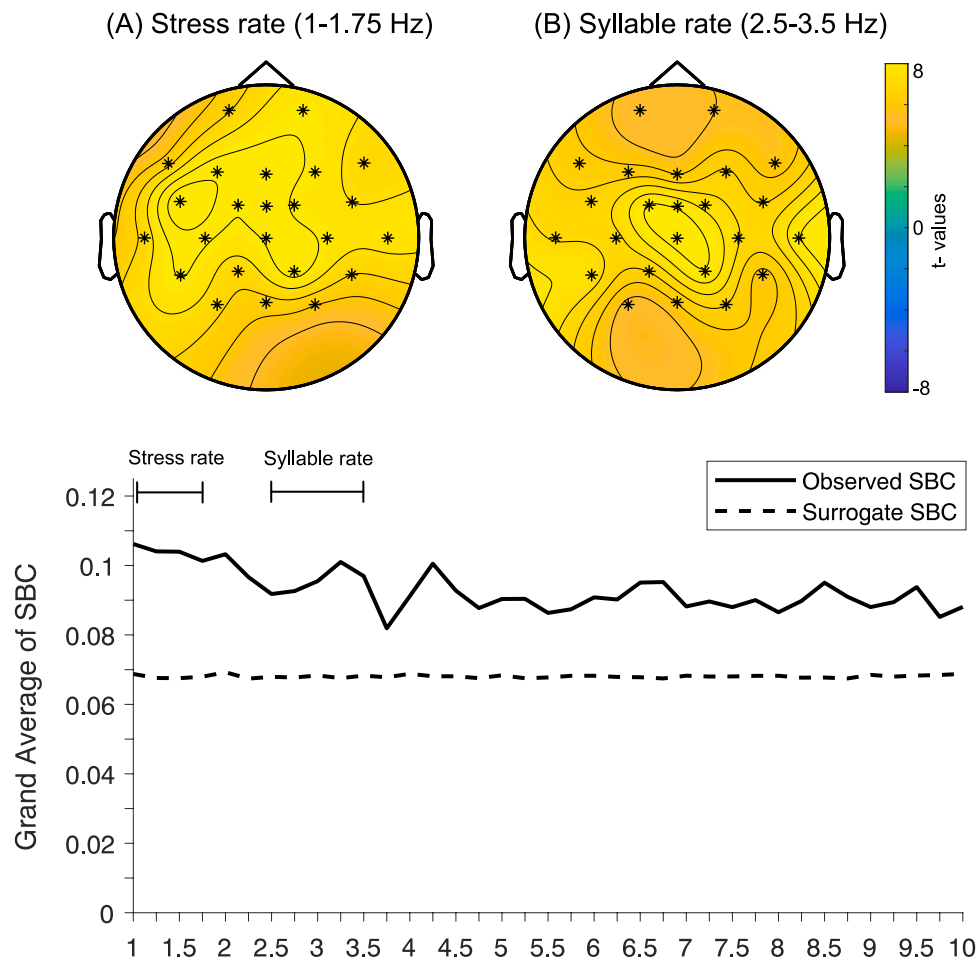 (A) Stress rate (1-1.75 Hz)
(B) Syllable rate (2.5-3.5 Hz)
8
0
-8
t- values
Stress rate
Syllable rate
Observed SBC
Surrogate SBC
Grand Average of SBC
0.12
0.1
0.08
0.06
0.04
0.02
0
1 1.5 2 2.5 3 3.5 4 4.5 5 5.5 6 6.5 7 7.5 8 8.5 9 9.5 10